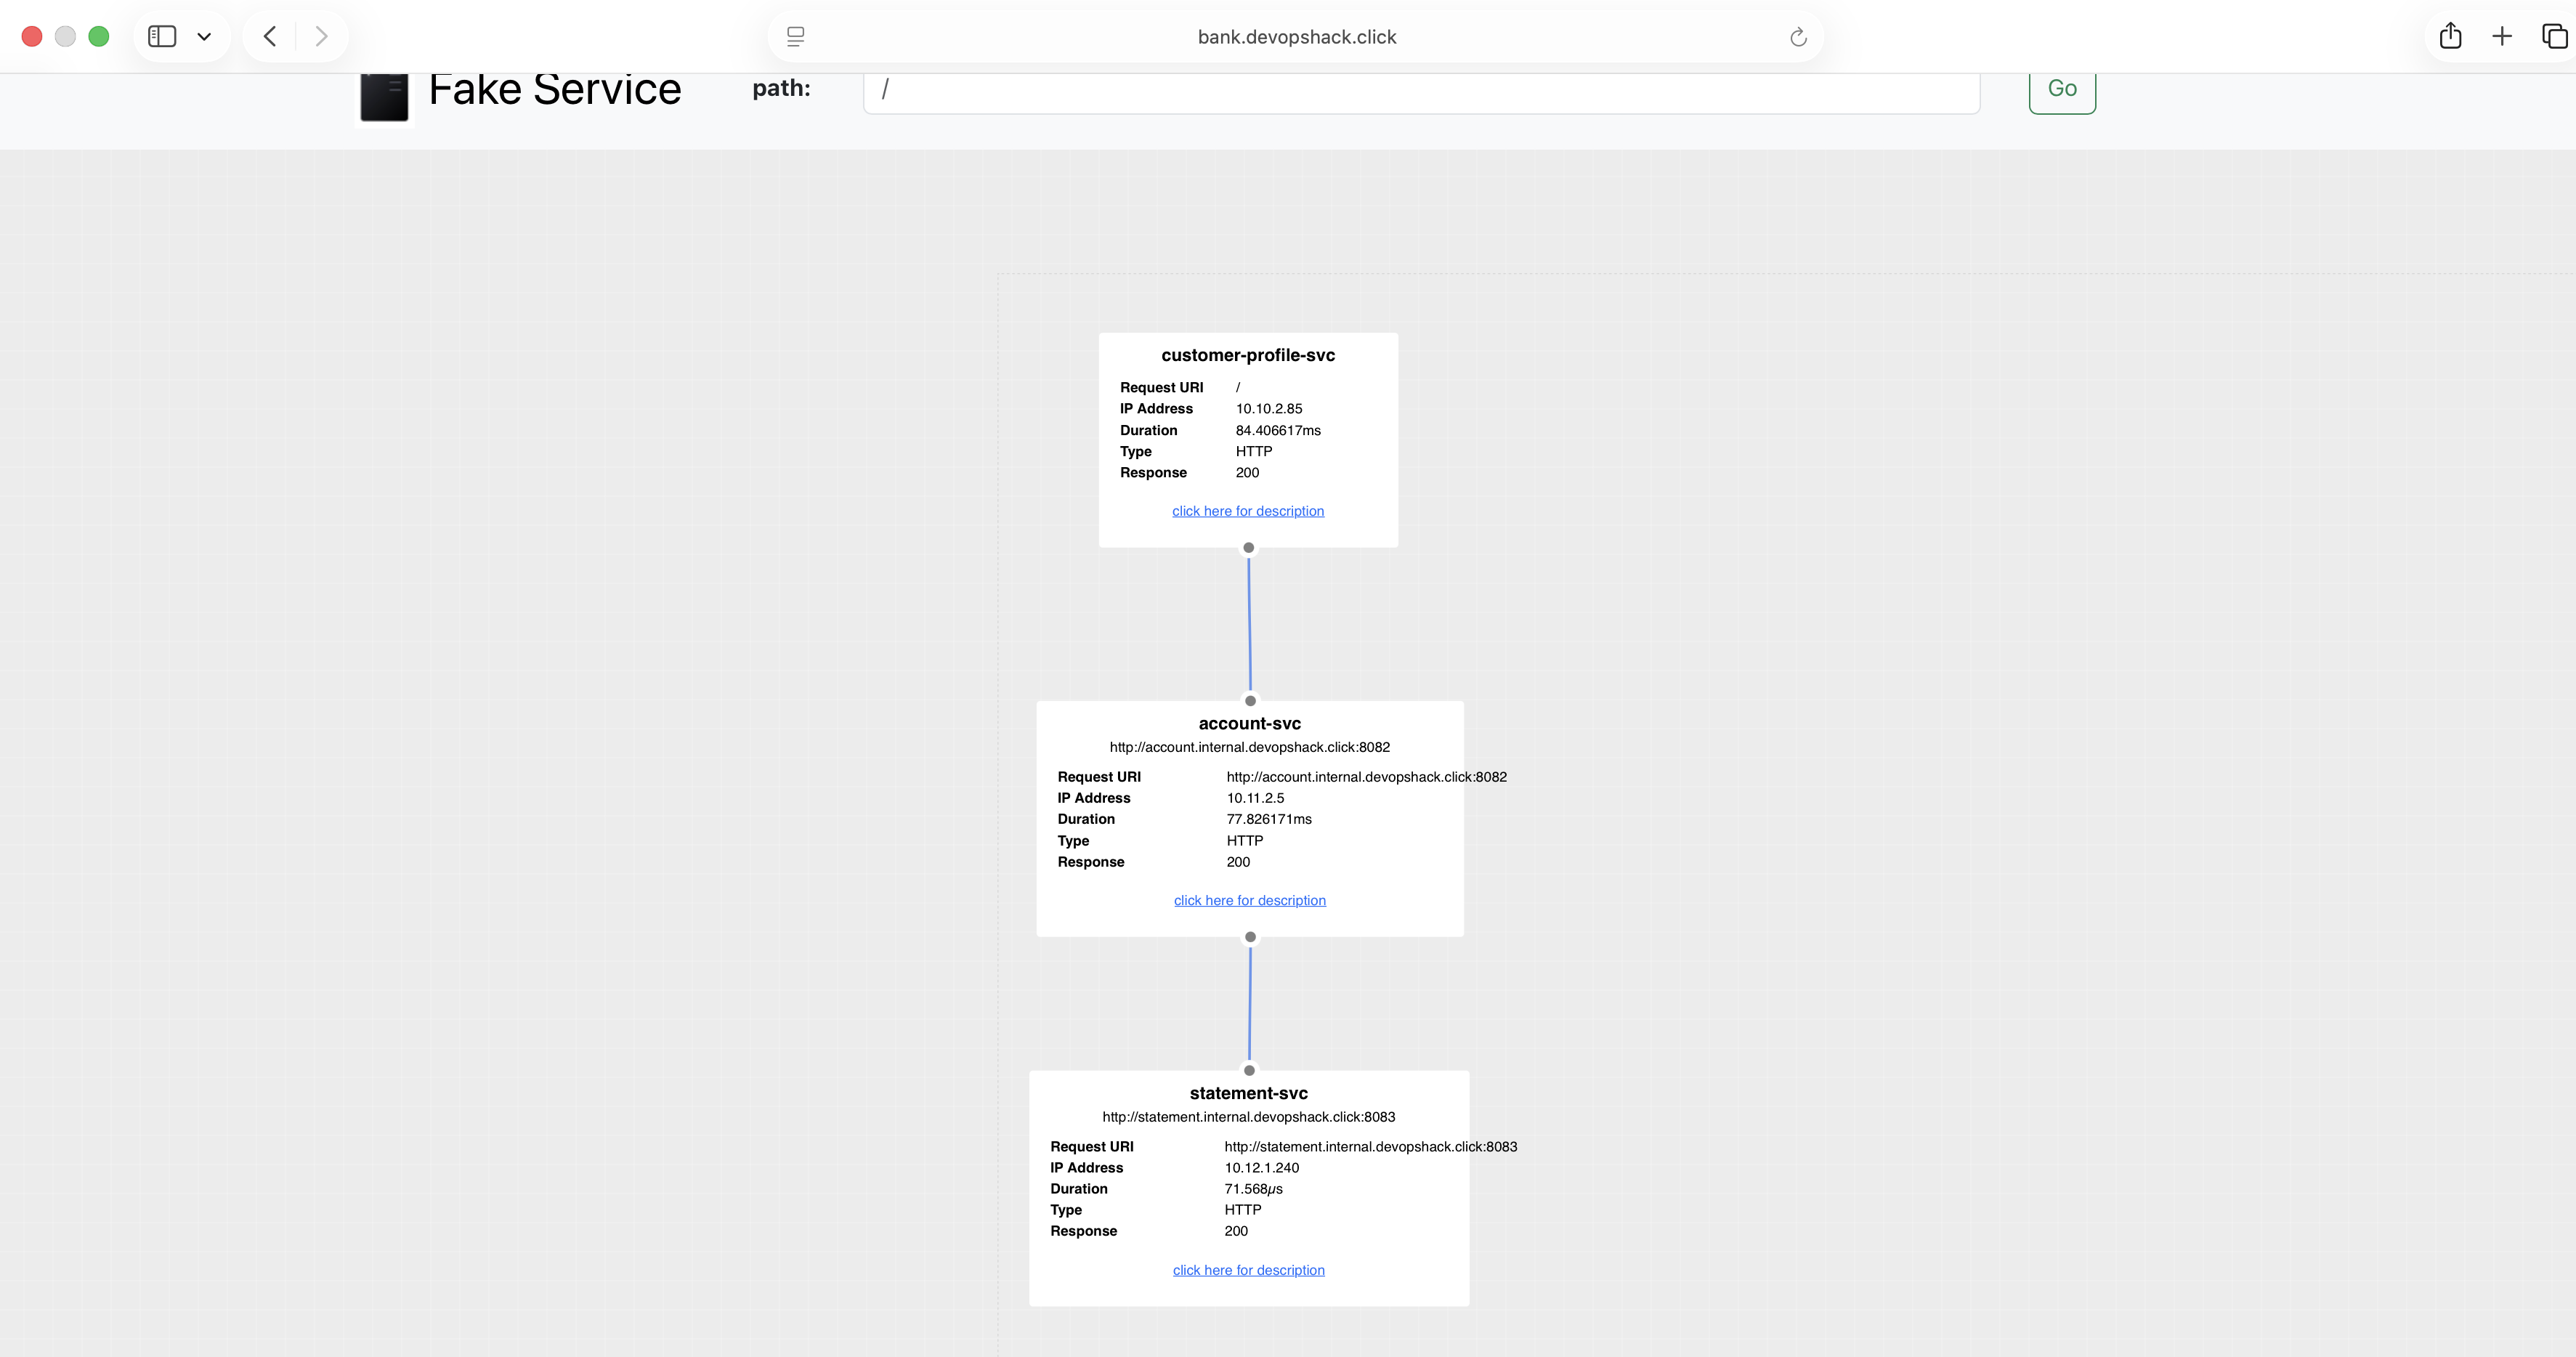 bank.devopshack.click
Fake Service path: / Go
customer-profile-svc
Request URI /
IP Address 10.10.2.85
Duration 84.406617ms
Type HTTP
Response 200
click here for description
account-svc
http://account.internal.devopshack.click:8082
Request URI http://account.internal.devopshack.click:8082
IP Address 10.11.2.5
Duration 77.826171ms
Type HTTP
Response 200
click here for description
statement-svc
http://statement.internal.devopshack.click:8083
Request URI http://statement.internal.devopshack.click:8083
IP Address 10.12.1.240
Duration 71.568µs
Type HTTP
Response 200
click here for description